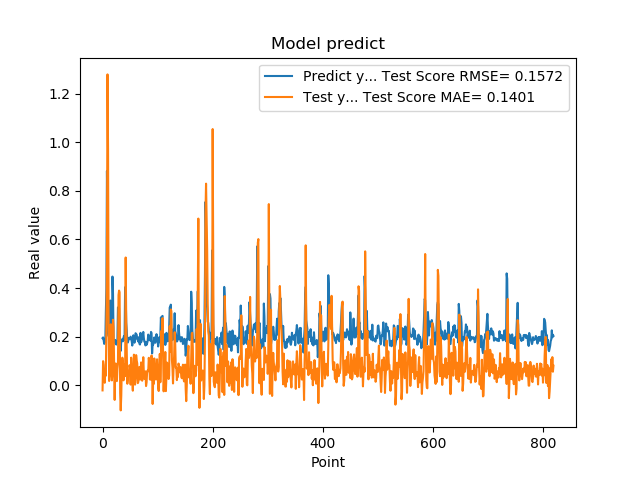 Model predict
Predict y... Test Score RMSE= 0.1572
Test y... Test Score MAE= 0.1401
Real value
1.2
1.0
0.8
0.6
0.4
0.2
0.0
0 200 400 600 800
Point